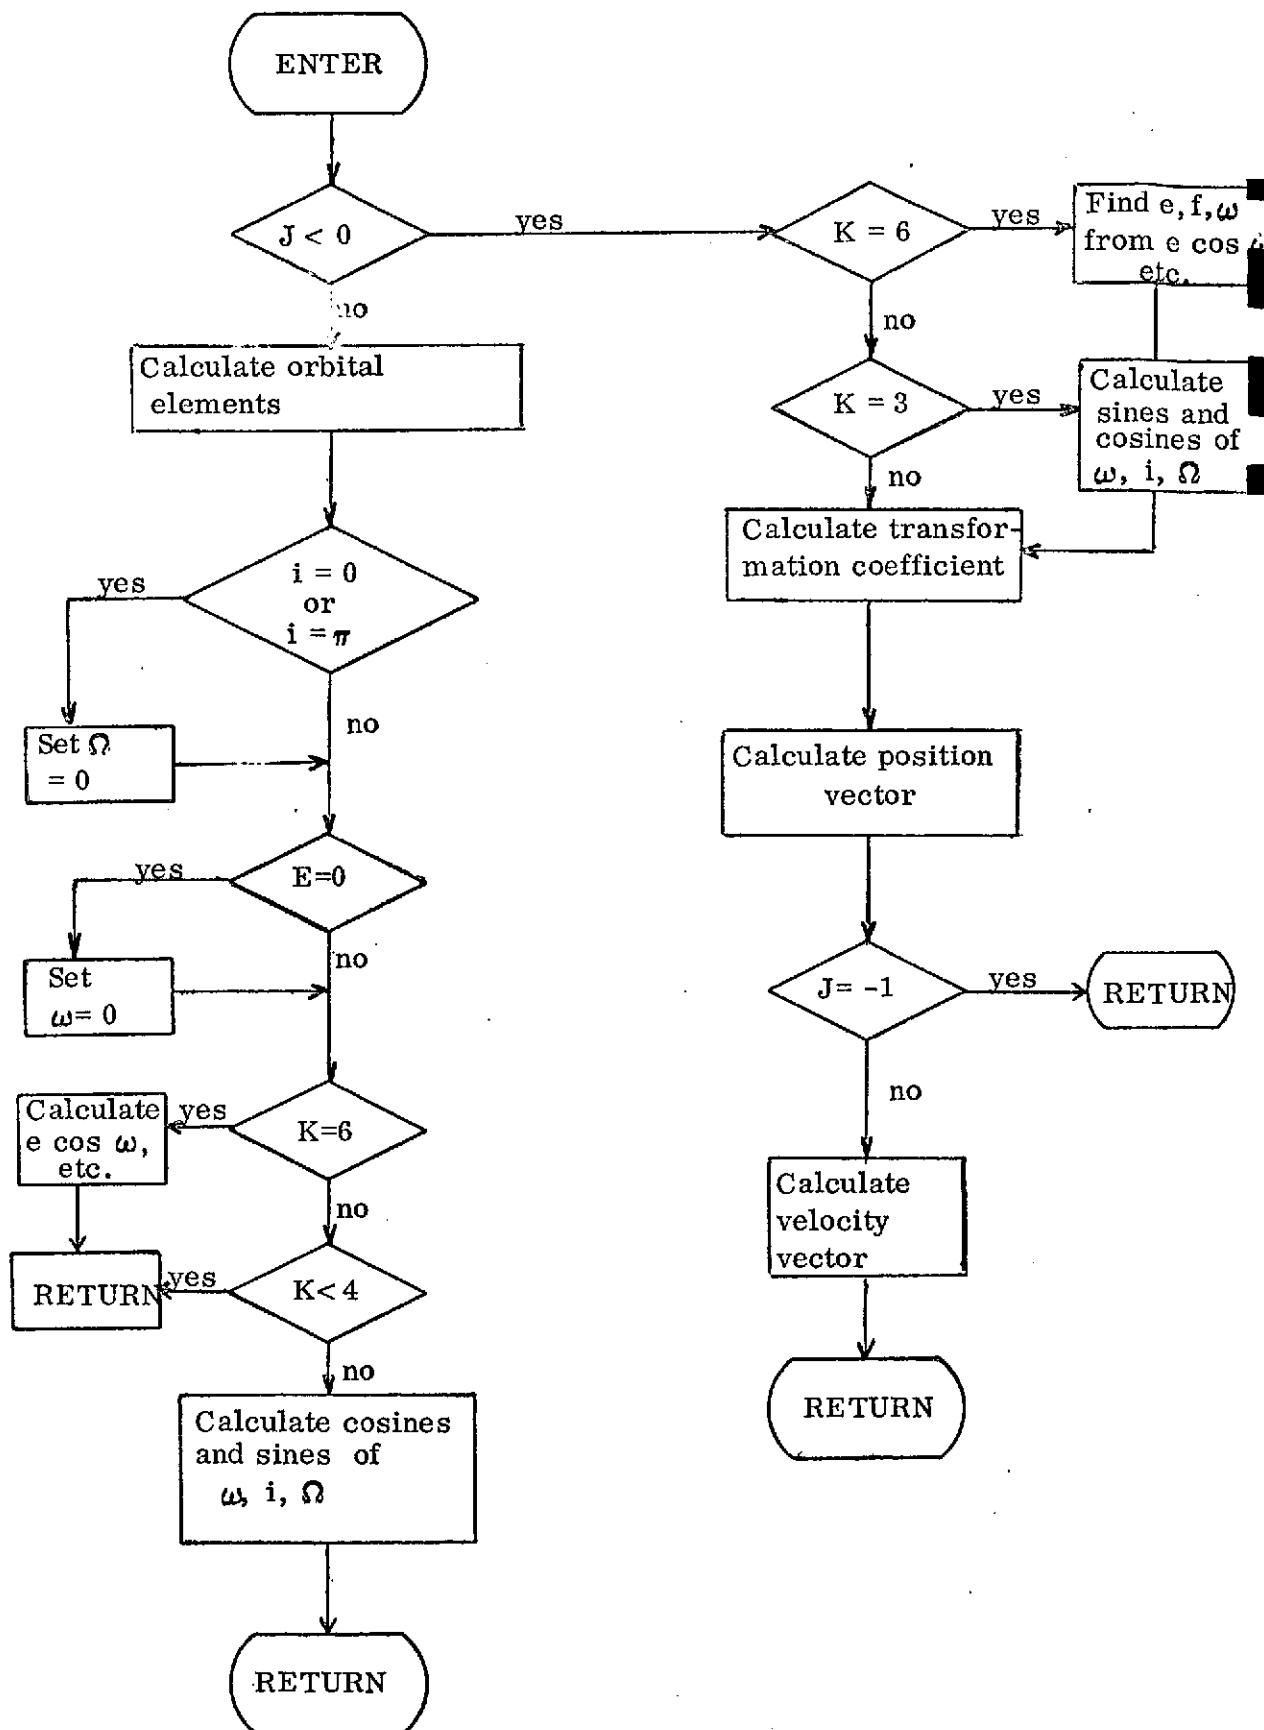 ENTER
J < 0
yes
no
Calculate orbital
elements
i = 0
or
i = π
yes
no
Set Ω
= 0
E=0
yes
no
Set
ω= 0
K=6
yes
Calculate
e cos ω,
etc.
no
K< 4
yes
RETURN
no
Calculate cosines
and sines of
ω, i, Ω
RETURN
K = 6
yes
Find e, f, ω
from e cos
etc.
no
K = 3
yes
Calculate
sines and
cosines of
ω, i, Ω
no
Calculate transfor-
mation coefficient
Calculate position
vector
J= -1
yes
RETURN
no
Calculate
velocity
vector
RETURN